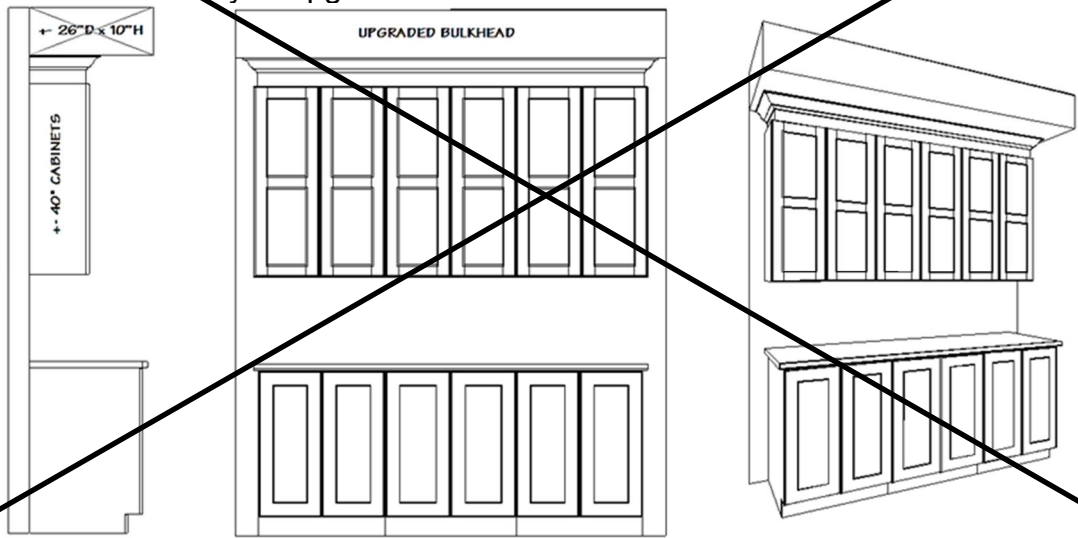 +- 26"D x 10"H
UPGRADED BULKHEAD
+- 40" CABINETS